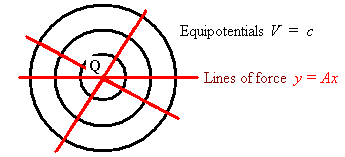 Equipotentials V = c
Q
Lines of force y = Ax